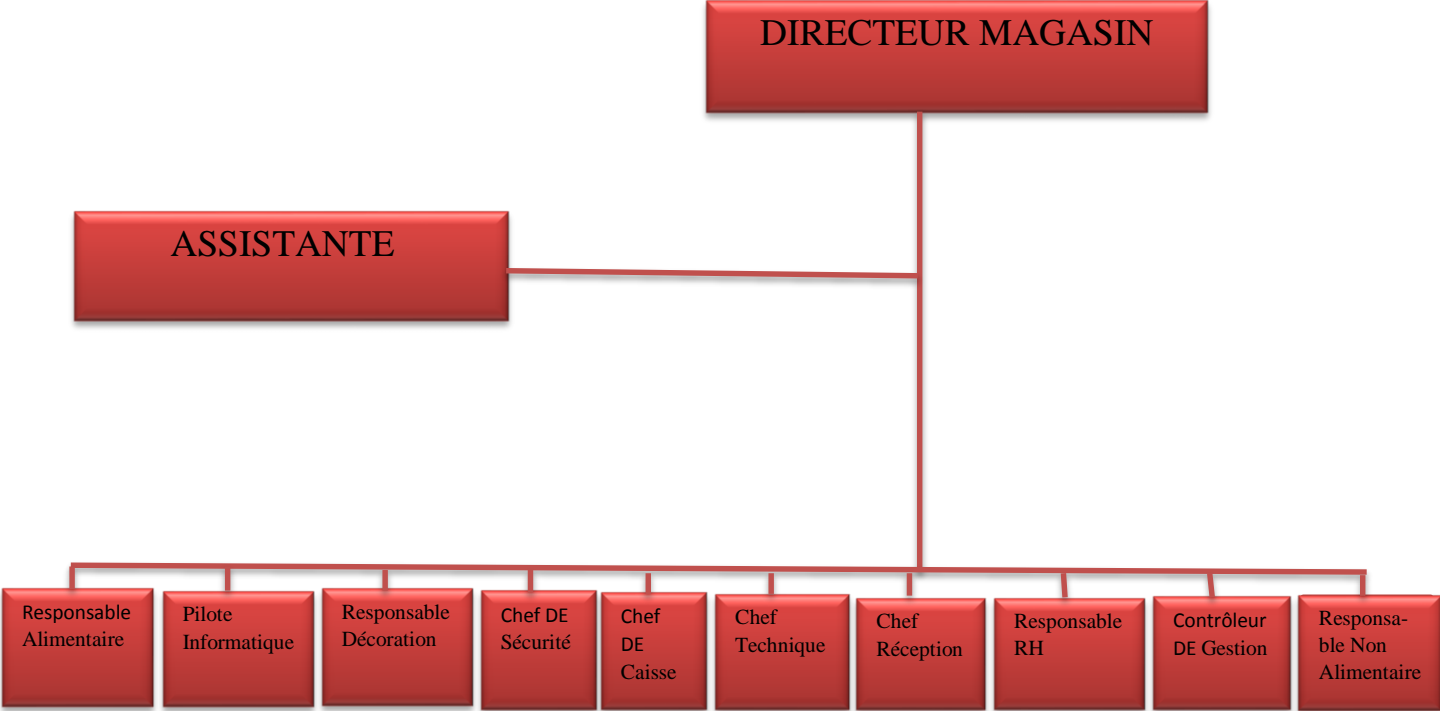 DIRECTEUR MAGASIN
ASSISTANTE
Responsable
Alimentaire
Pilote
Informatique
Responsable
Décoration
Chef DE
Sécurité
Chef
DE
Caisse
Chef
Technique
Chef
Réception
Responsable
RH
Contrôleur
DE Gestion
Responsa-
ble Non
Alimentaire